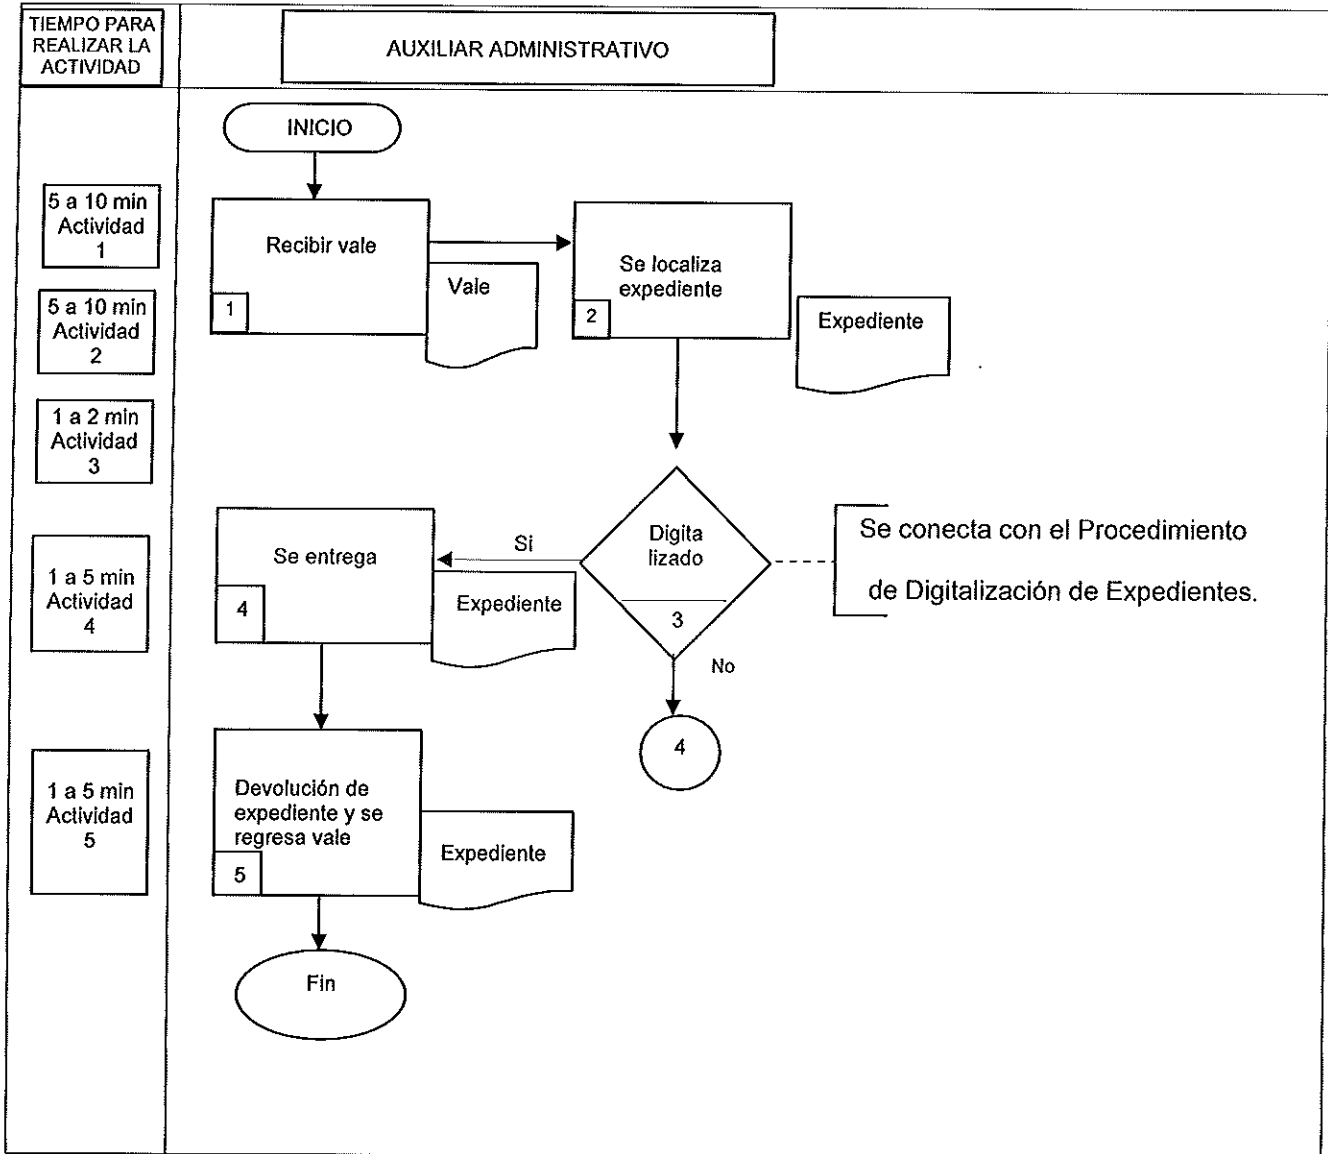 TIEMPO PARA
REALIZAR LA
ACTIVIDAD
AUXILIAR ADMINISTRATIVO
INICIO
5 a 10 min
Actividad
1
Recibir vale
1
Vale
Se localiza
expediente
2
Expediente
5 a 10 min
Actividad
2
1 a 2 min
Actividad
3
Digita
lizado
3
Si
No
Se conecta con el Procedimiento
de Digitalización de Expedientes.
1 a 5 min
Actividad
4
Se entrega
4
Expediente
4
1 a 5 min
Actividad
5
Devolución de
expediente y se
regresa vale
5
Expediente
Fin